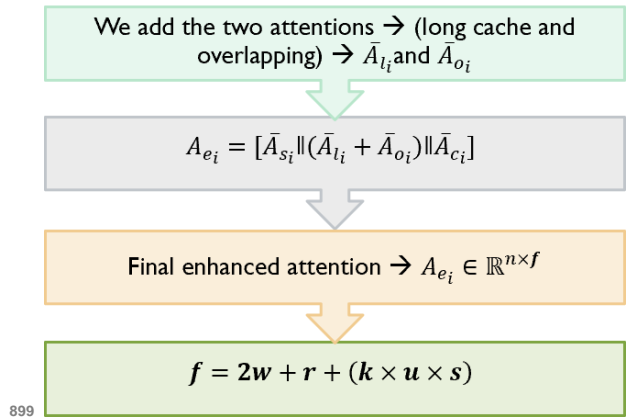 We add the two attentions → (long cache and
overlapping) → Ā_{l_i} and Ā_{o_i}
A_{e_i} = [Ā_{s_i}‖(Ā_{l_i} + Ā_{o_i})‖Ā_{c_i}]
Final enhanced attention → A_{e_i} ∈ ℝ^{n×f}
f = 2w + r + (k × u × s)
899